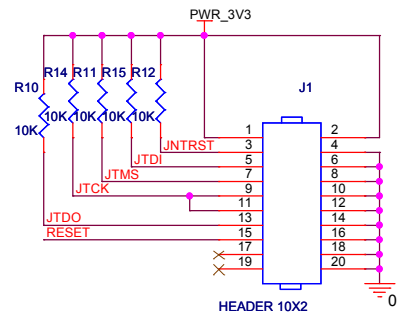 PWR_3V3
R14 R11 R15 R12
R10
J1
10K 10K 10K 10K 10K
1 2
JNTRST 3 4
JTDI 5 6
JTMS 7 8
JTCK 9 10
11 12
JTDO 13 14
RESET 15 16
17 18
19 20
0
HEADER 10X2